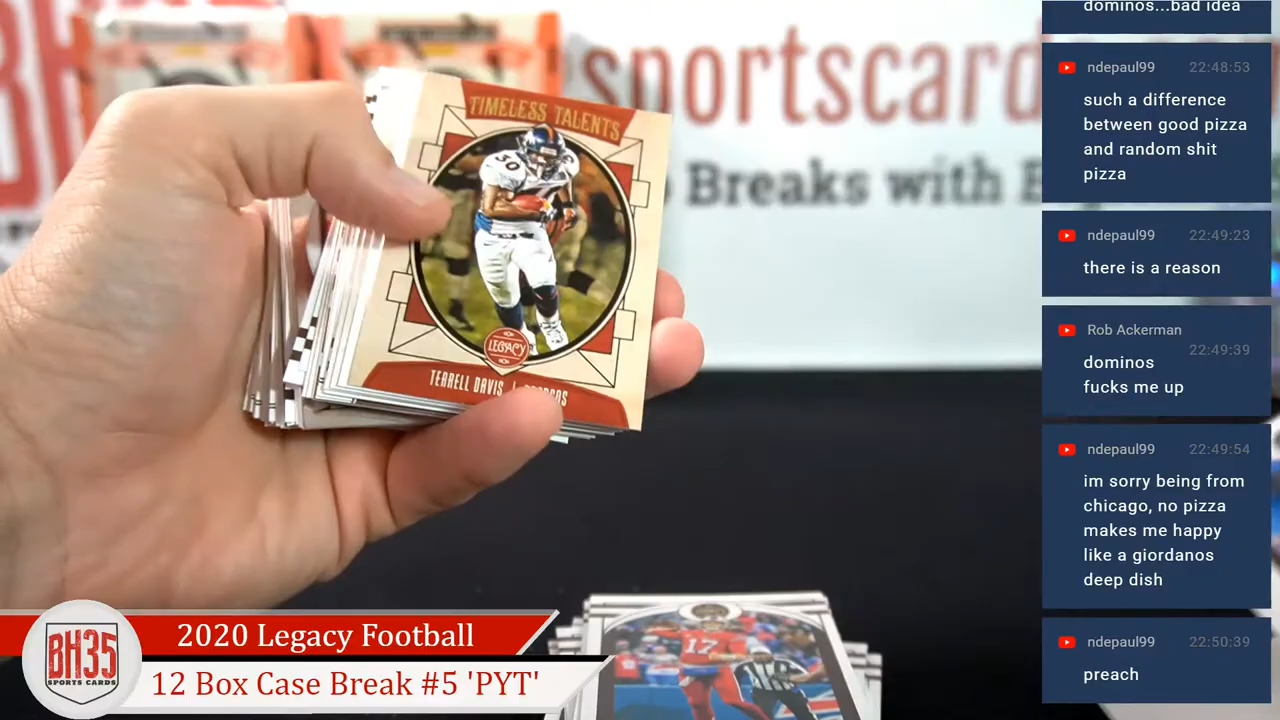 sportscard
Breaks with
TIMELESS TALENTS
30
LEGACY
TERRELL DAVIS
17
BH35
SPORTS CARDS
2020 Legacy Football
12 Box Case Break #5 'PYT'
dominos...bad idea
ndepaul99 22:48:53
such a difference
between good pizza
and random shit
pizza
ndepaul99 22:49:23
there is a reason
Rob Ackerman
22:49:39
dominos
fucks me up
ndepaul99 22:49:54
im sorry being from
chicago, no pizza
makes me happy
like a giordanos
deep dish
ndepaul99 22:50:39
preach